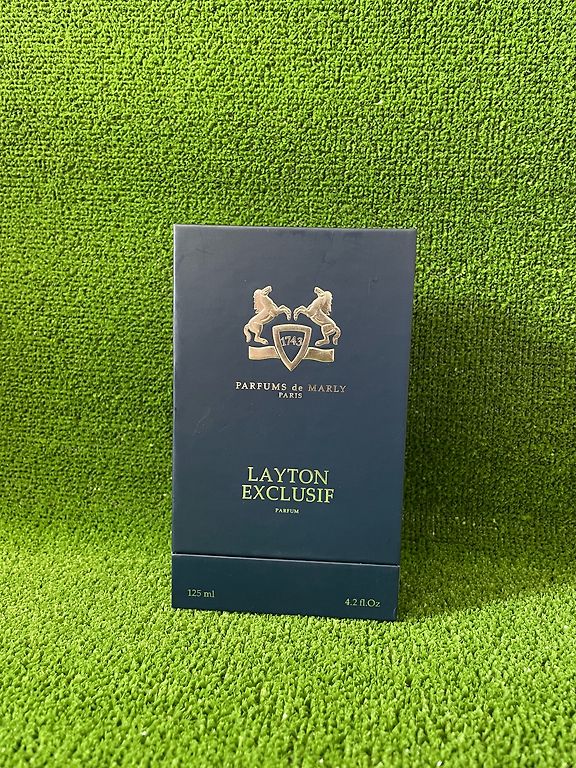 1743
PARFUMS de MARLY
PARIS
LAYTON
EXCLUSIF
PARFUM
125 ml
4.2 fl.Oz